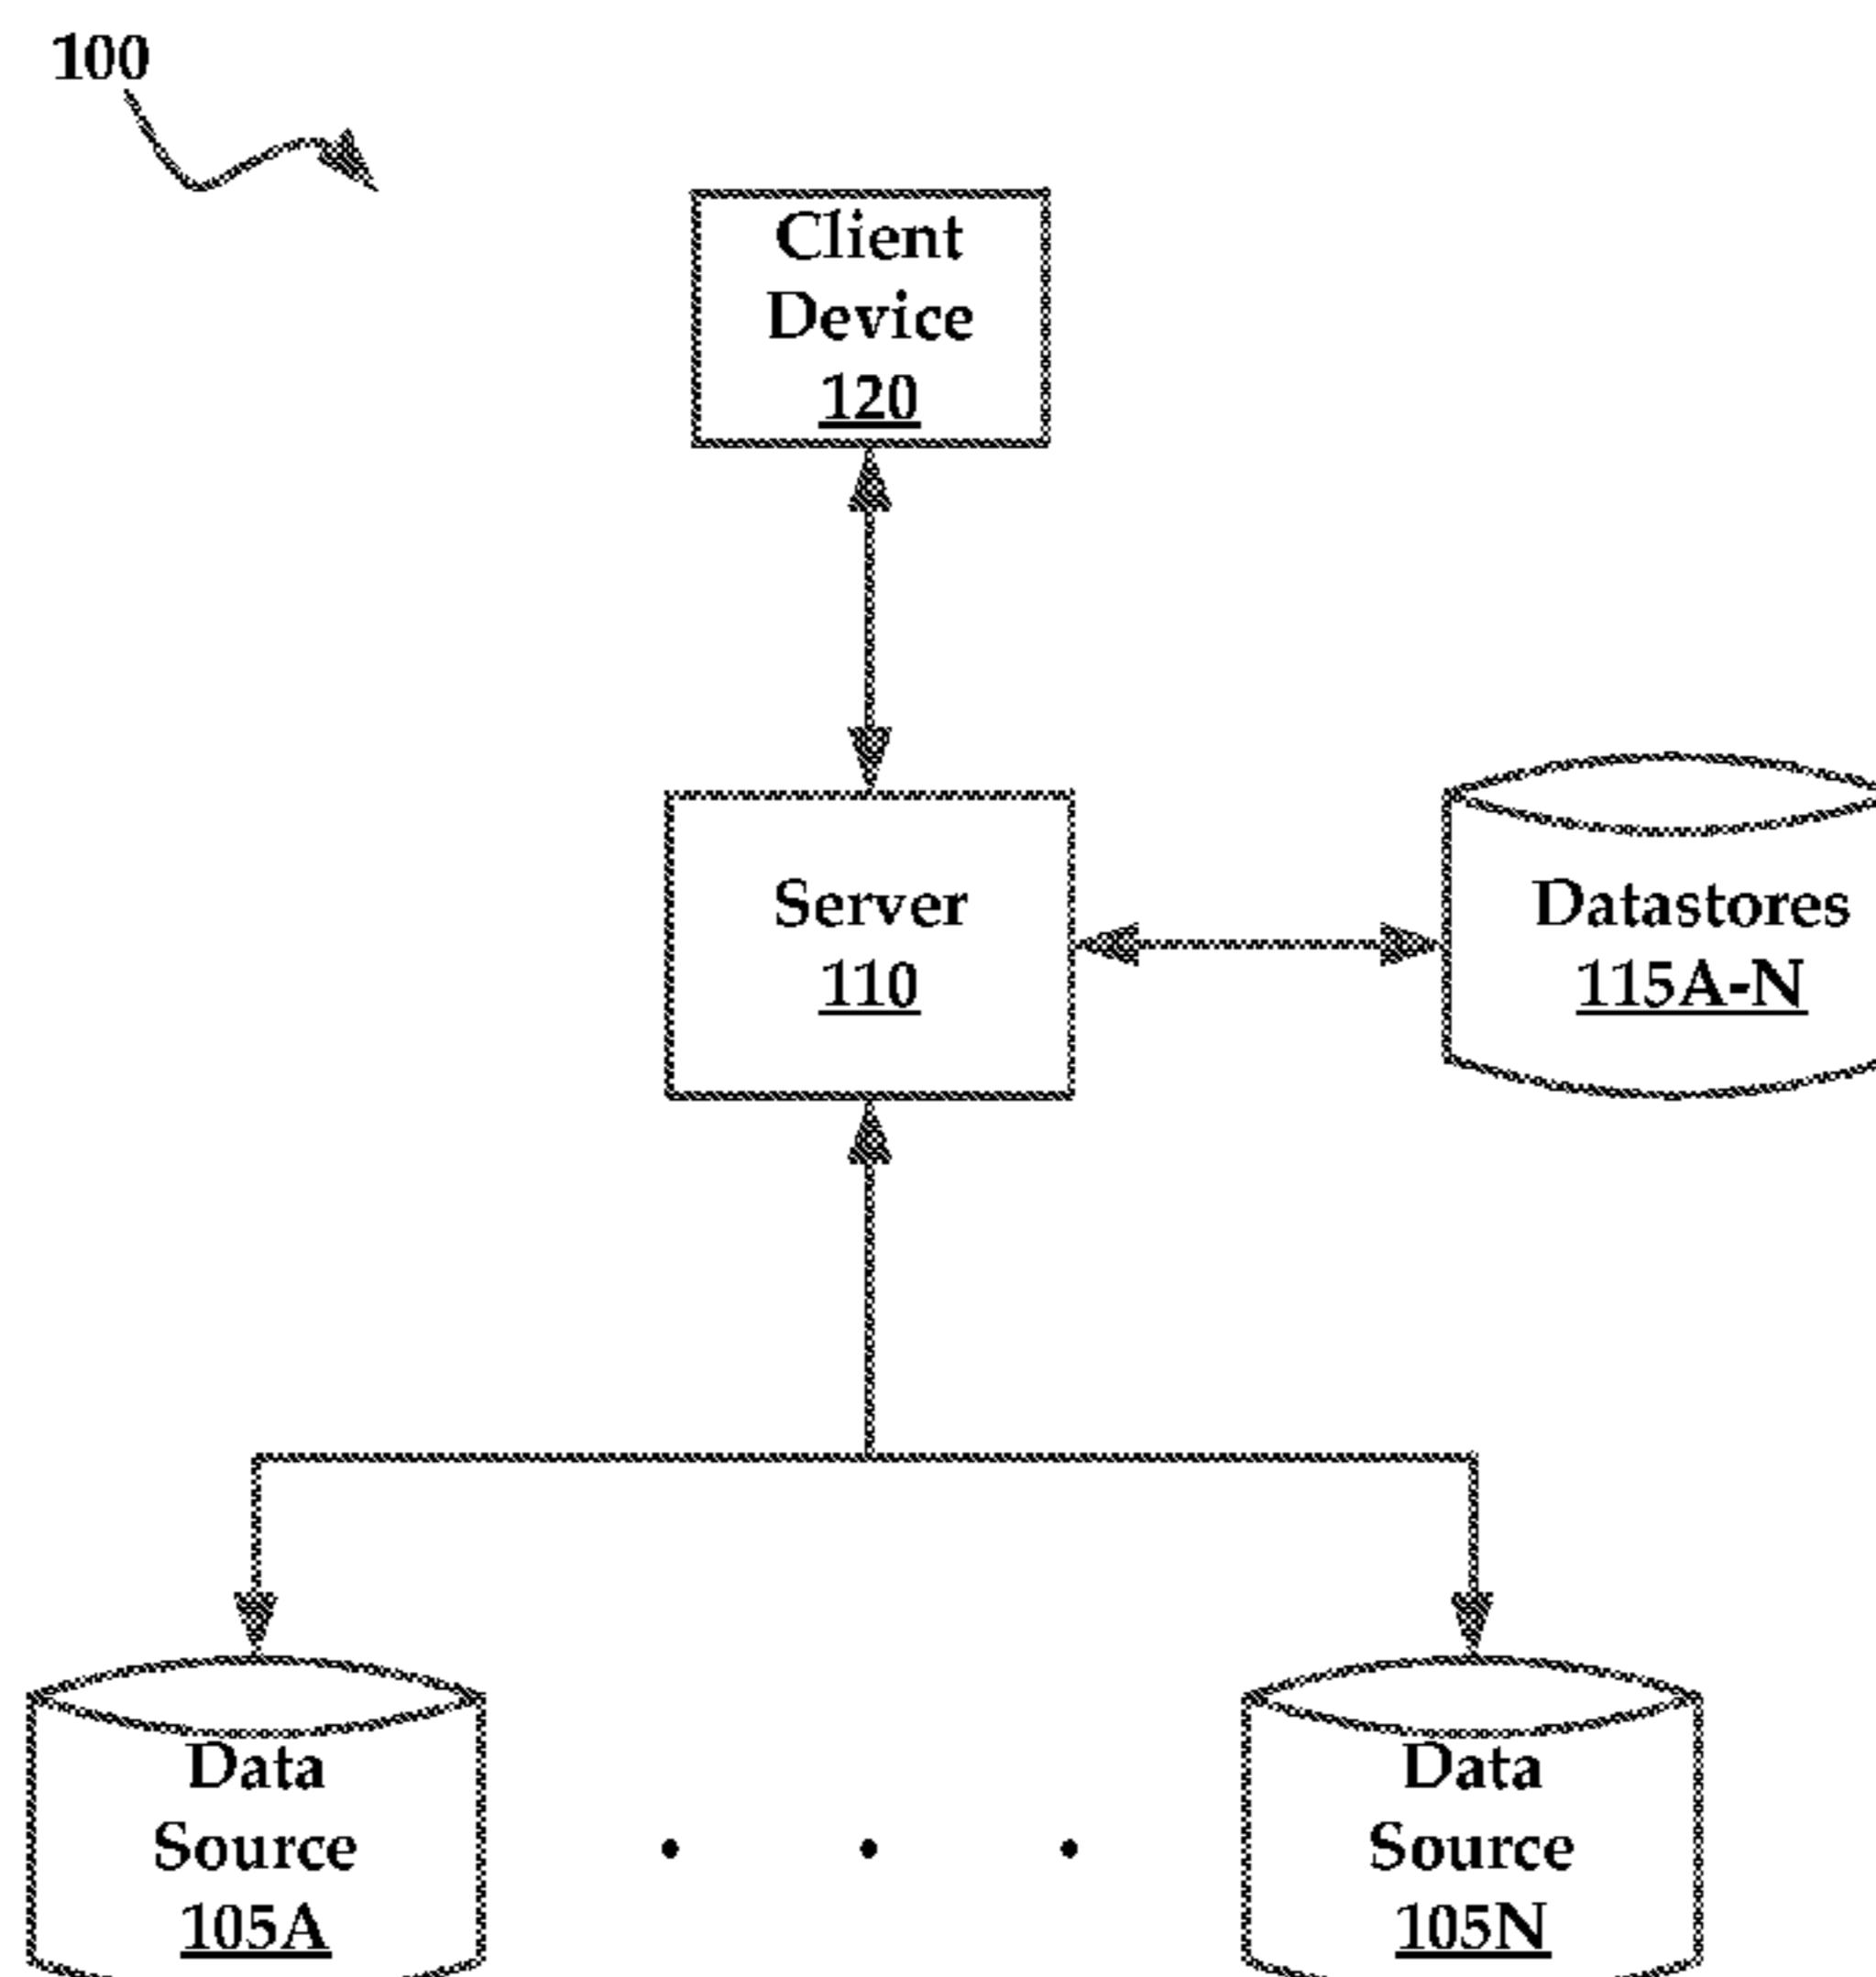 100
Client
Device
120
Server
110
Datastores
115A-N
Data
Source
105A
Data
Source
105N